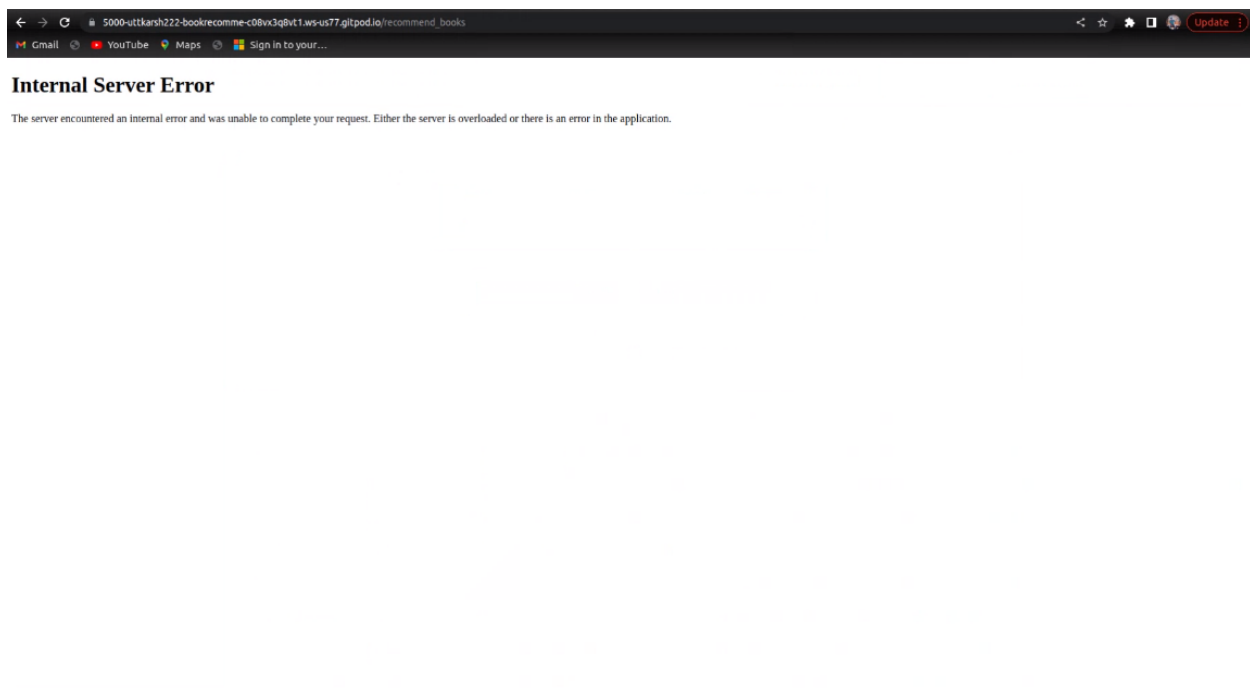 5000-uttkarsh222-bookrecomme-c08vx3q8vt1.ws-us77.gitpod.io/recommend_books
Update
Gmail YouTube Maps Sign in to your...
Internal Server Error
The server encountered an internal error and was unable to complete your request. Either the server is overloaded or there is an error in the application.